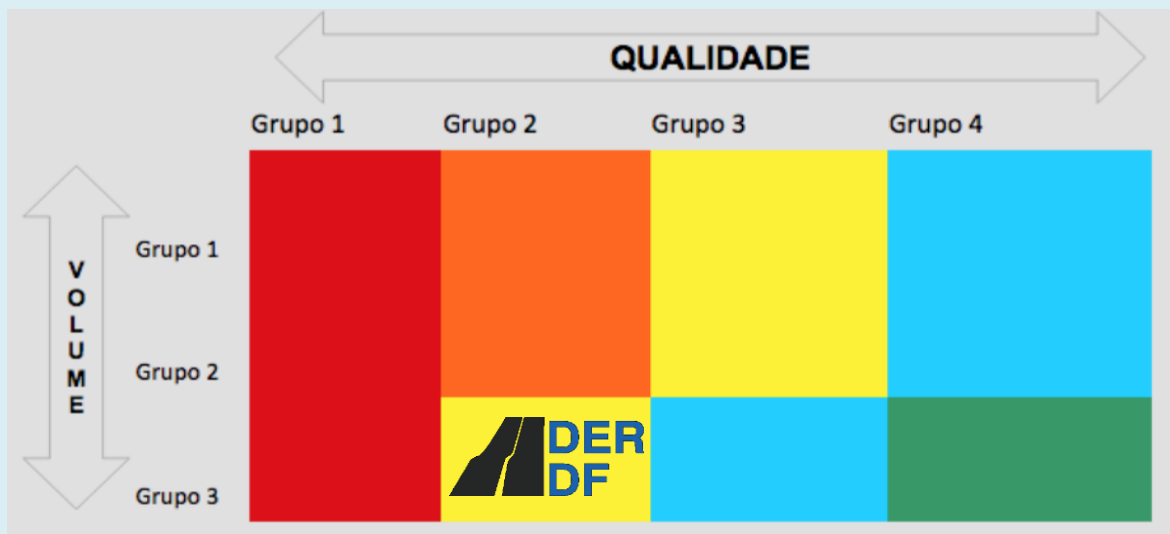 QUALIDADE
Grupo 1 Grupo 2 Grupo 3 Grupo 4
VOLUME
Grupo 1
Grupo 2
Grupo 3
DER
DF